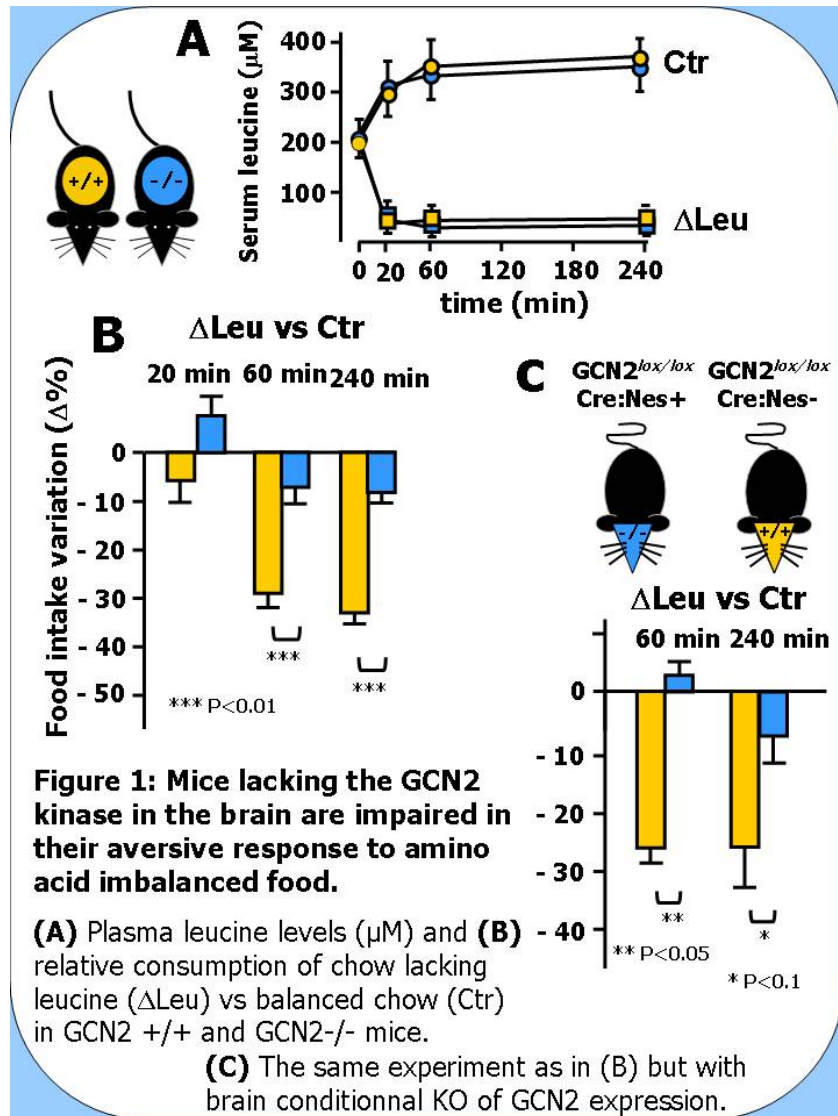 A
Serum leucine (µM)
400
300
200
100
Ctr
ΔLeu
0 20 60 120 180 240
time (min)
+/+
-/-
B
ΔLeu vs Ctr
20 min 60 min 240 min
Food intake variation (Δ%)
0
- 10
- 20
- 30
- 40
- 50
***
***
*** P<0.01
C
GCN2lox/lox GCN2lox/lox
Cre:Nes+ Cre:Nes-
-/-
+/+
ΔLeu vs Ctr
60 min 240 min
0
- 10
- 20
- 30
- 40
**
*
** P<0.05
* P<0.1
Figure 1: Mice lacking the GCN2
kinase in the brain are impaired in
their aversive response to amino
acid imbalanced food.
(A) Plasma leucine levels (µM) and (B)
relative consumption of chow lacking
leucine (ΔLeu) vs balanced chow (Ctr)
in GCN2 +/+ and GCN2-/- mice.
(C) The same experiment as in (B) but with
brain conditionnal KO of GCN2 expression.